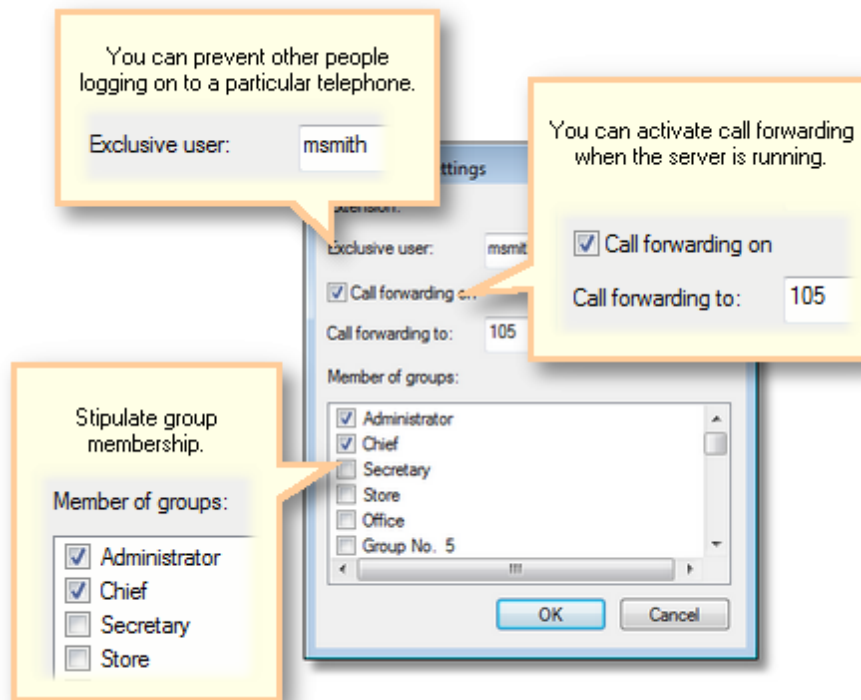 You can prevent other people
logging on to a particular telephone.
Exclusive user: msmith
You can activate call forwarding
when the server is running.
Call forwarding on
Call forwarding to: 105
ttings
Extension:
Exclusive user: msmit
Call forwarding on
Call forwarding to: 105
Member of groups:
Administrator
Chief
Secretary
Store
Office
Group No. 5
OK Cancel
Stipulate group
membership.
Member of groups:
Administrator
Chief
Secretary
Store